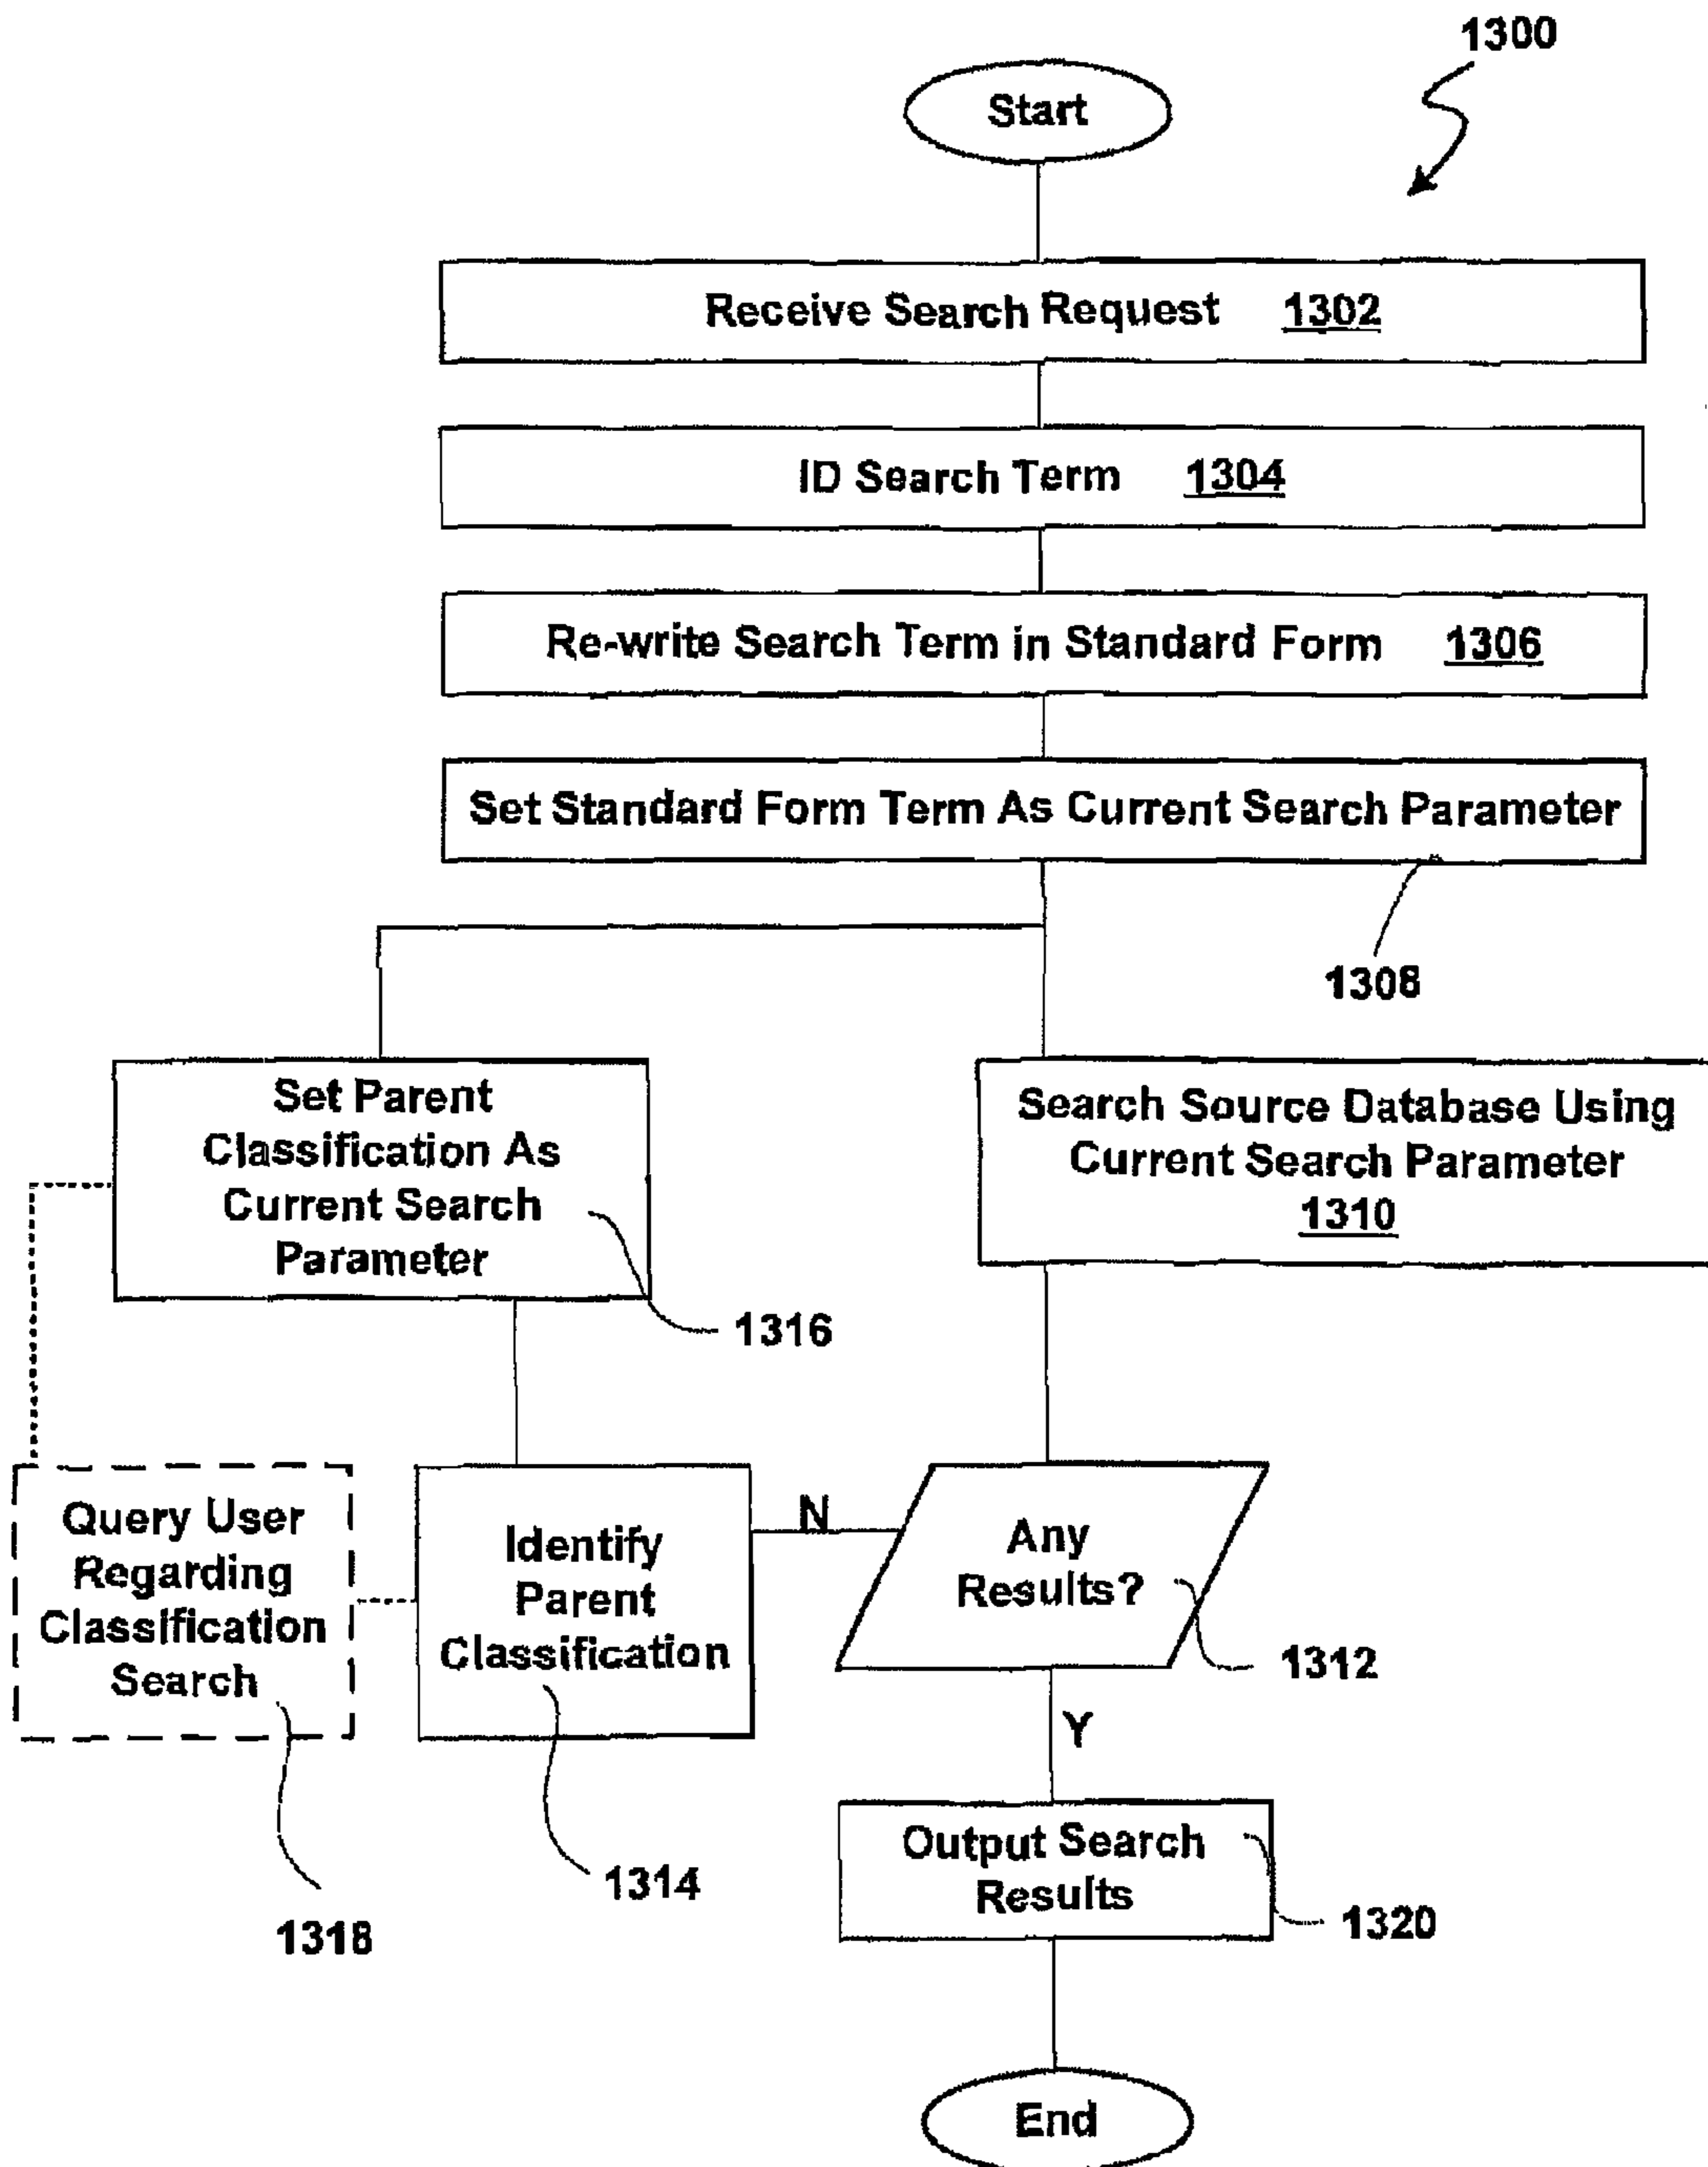 1300
Start
Receive Search Request 1302
ID Search Term 1304
Re-write Search Term in Standard Form 1306
Set Standard Form Term As Current Search Parameter
1308
Set Parent
Classification As
Current Search
Parameter
1316
Search Source Database Using
Current Search Parameter
1310
Query User
Regarding
Classification
Search
1318
Identify
Parent
Classification
1314
N
Any
Results?
1312
Y
Output Search
Results
1320
End